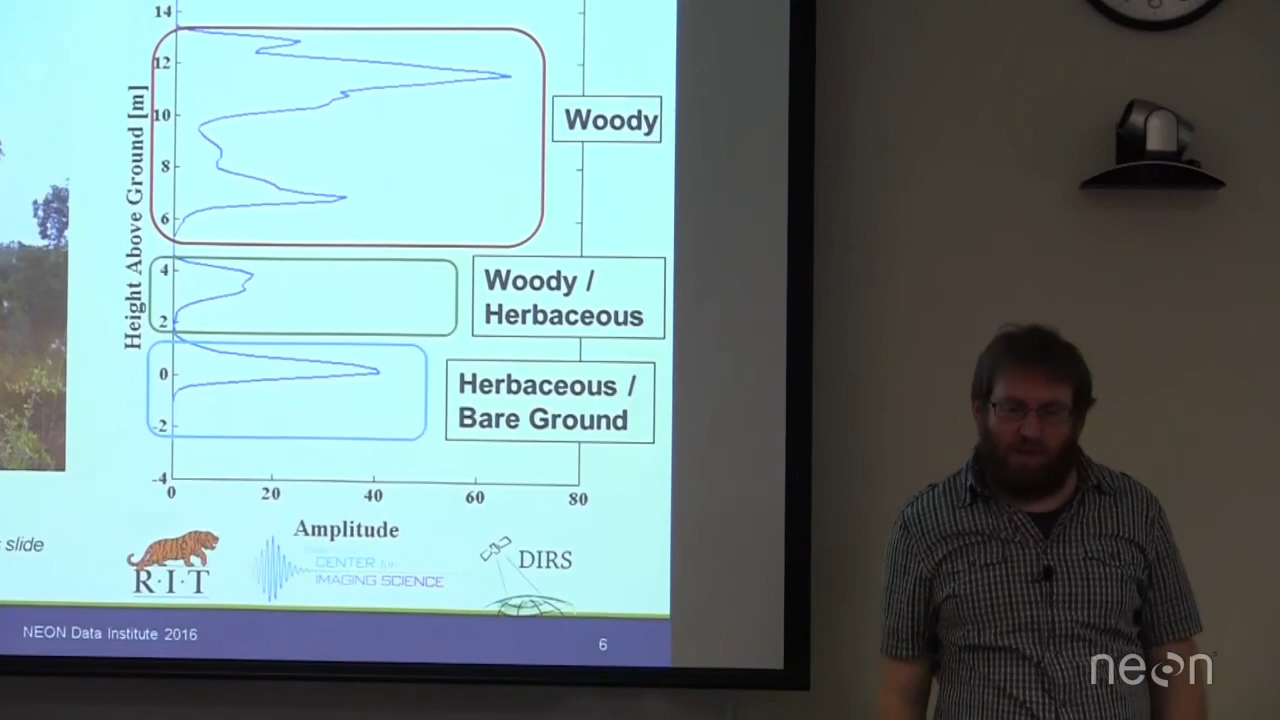 14
12
10
8
6
4
2
0
-2
-4
Height Above Ground [m]
0
20
40
60
80
Amplitude
Woody
Woody /
Herbaceous
Herbaceous /
Bare Ground
slide
R·I·T
CENTER for
IMAGING SCIENCE
DIRS
NEON Data Institute 2016
6
neon